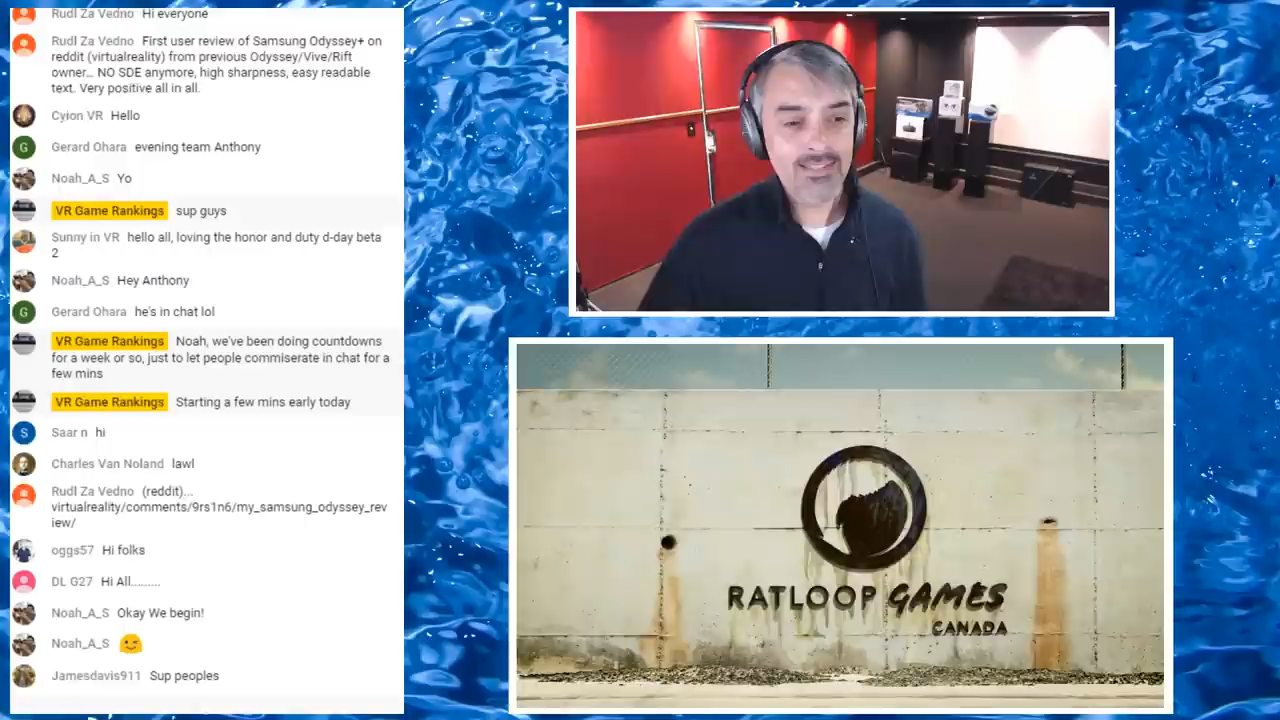 Rudl Za Vedno Hi everyone
Rudl Za Vedno First user review of Samsung Odyssey+ on
reddit (virtualreality) from previous Odyssey/Vive/Rift
owner... NO SDE anymore, high sharpness, easy readable
text. Very positive all in all.
Cyion VR Hello
G Gerard Ohara evening team Anthony
Noah_A_S Yo
VR Game Rankings sup guys
Sunny in VR hello all, loving the honor and duty d-day beta
2
Noah_A_S Hey Anthony
G Gerard Ohara he's in chat lol
VR Game Rankings Noah, we've been doing countdowns
for a week or so, just to let people commiserate in chat for a
few mins
VR Game Rankings Starting a few mins early today
S Saar n hi
Charles Van Noland lawl
Rudl Za Vedno (reddit)...
virtualreality/comments/9rs1n6/my_samsung_odyssey_rev
iew/
oggs57 Hi folks
DL G27 Hi All.........
Noah_A_S Okay We begin!
Noah_A_S
Jamesdavis911 Sup peoples
RATLOOP GAMES
CANADA